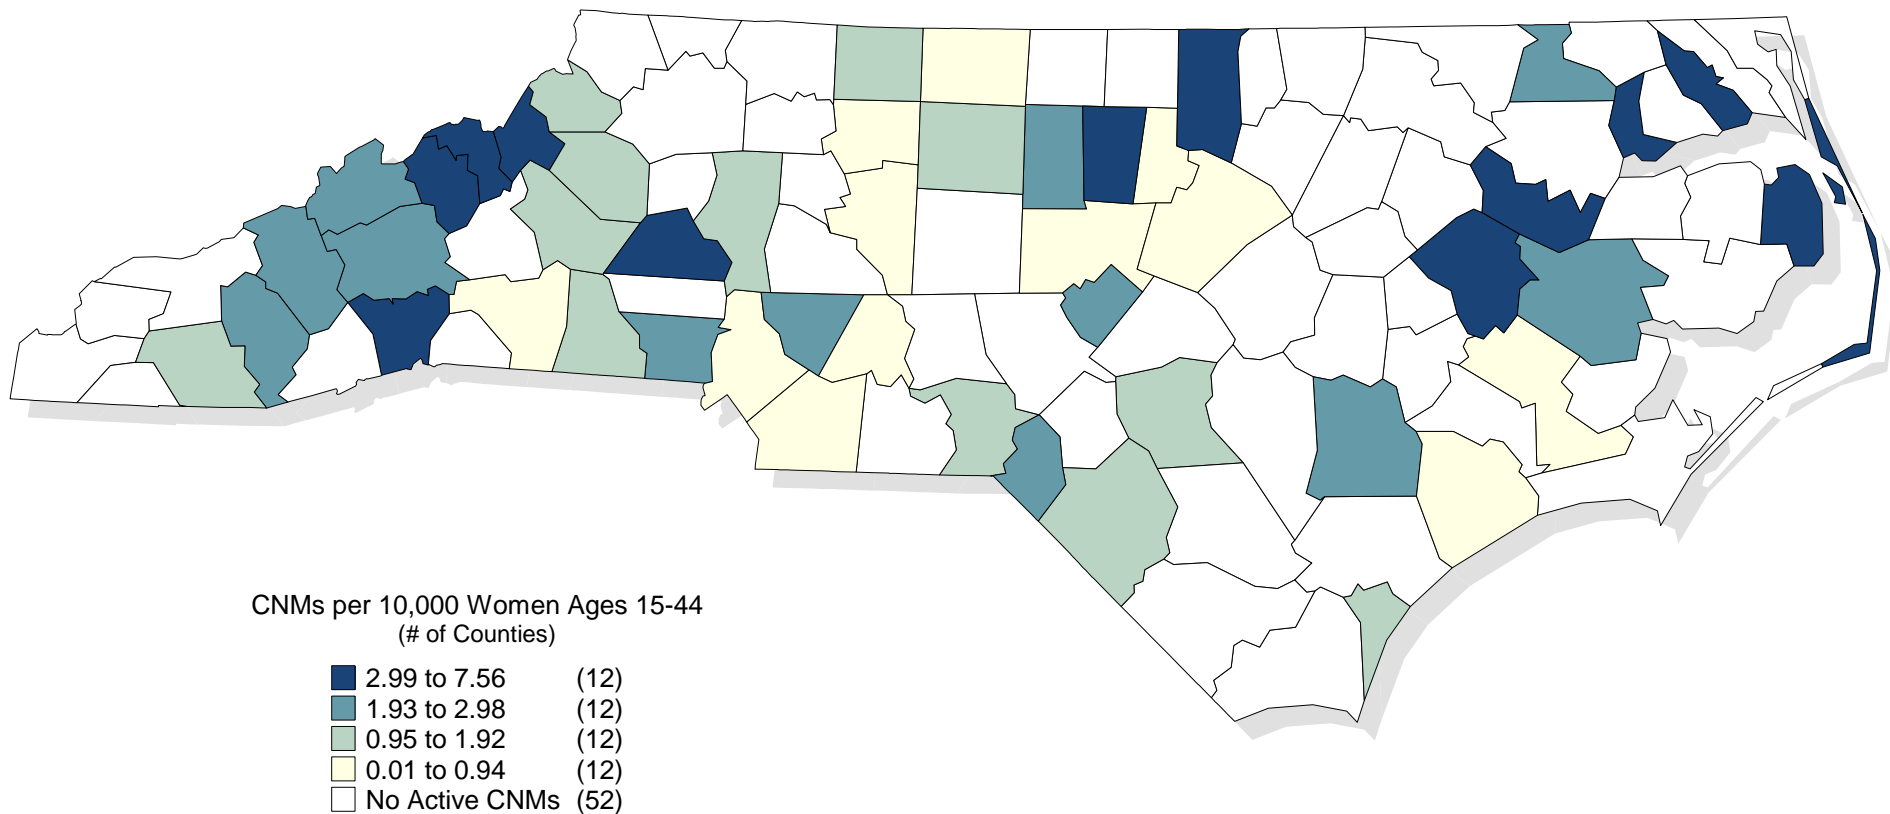 CNMs per 10,000 Women Ages 15-44
(# of Counties)
2.99 to 7.56 (12)
1.93 to 2.98 (12)
0.95 to 1.92 (12)
0.01 to 0.94 (12)
No Active CNMs (52)